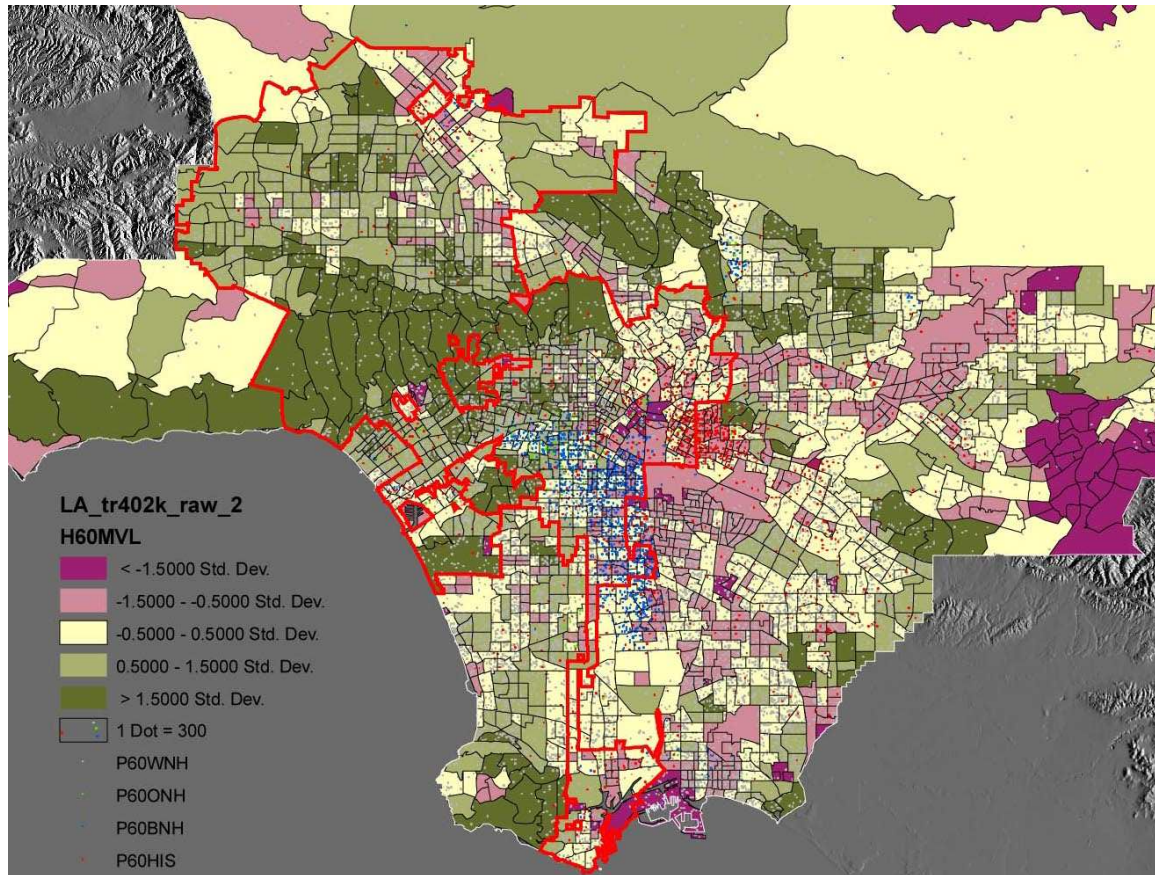 LA_tr402k_raw_2
H60MVL
< -1.5000 Std. Dev.
-1.5000 - -0.5000 Std. Dev.
-0.5000 - 0.5000 Std. Dev.
0.5000 - 1.5000 Std. Dev.
> 1.5000 Std. Dev.
1 Dot = 300
P60WNH
P60ONH
P60BNH
P60HIS